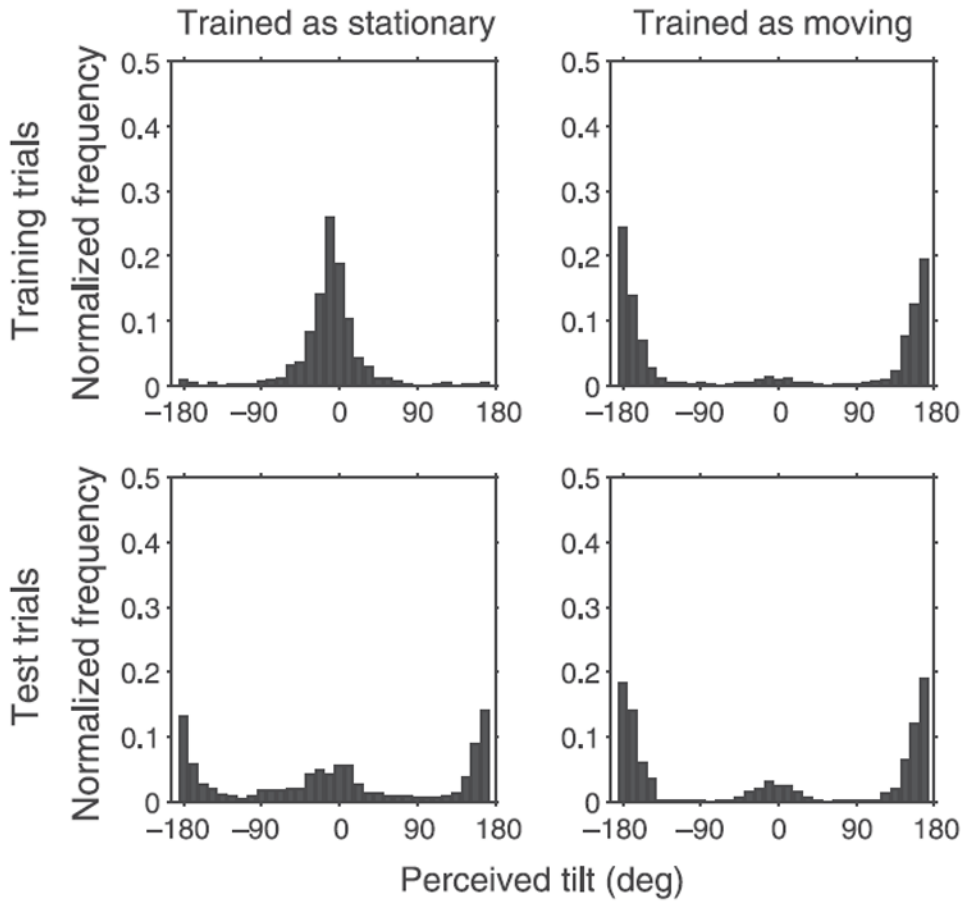 Trained as stationary
Trained as moving
Training trials
Normalized frequency
0.5
0.4
0.3
0.2
0.1
0
−180 −90 0 90 180
0.5
0.4
0.3
0.2
0.1
0
−180 −90 0 90 180
Test trials
Normalized frequency
0.5
0.4
0.3
0.2
0.1
0
−180 −90 0 90 180
0.5
0.4
0.3
0.2
0.1
0
−180 −90 0 90 180
Perceived tilt (deg)